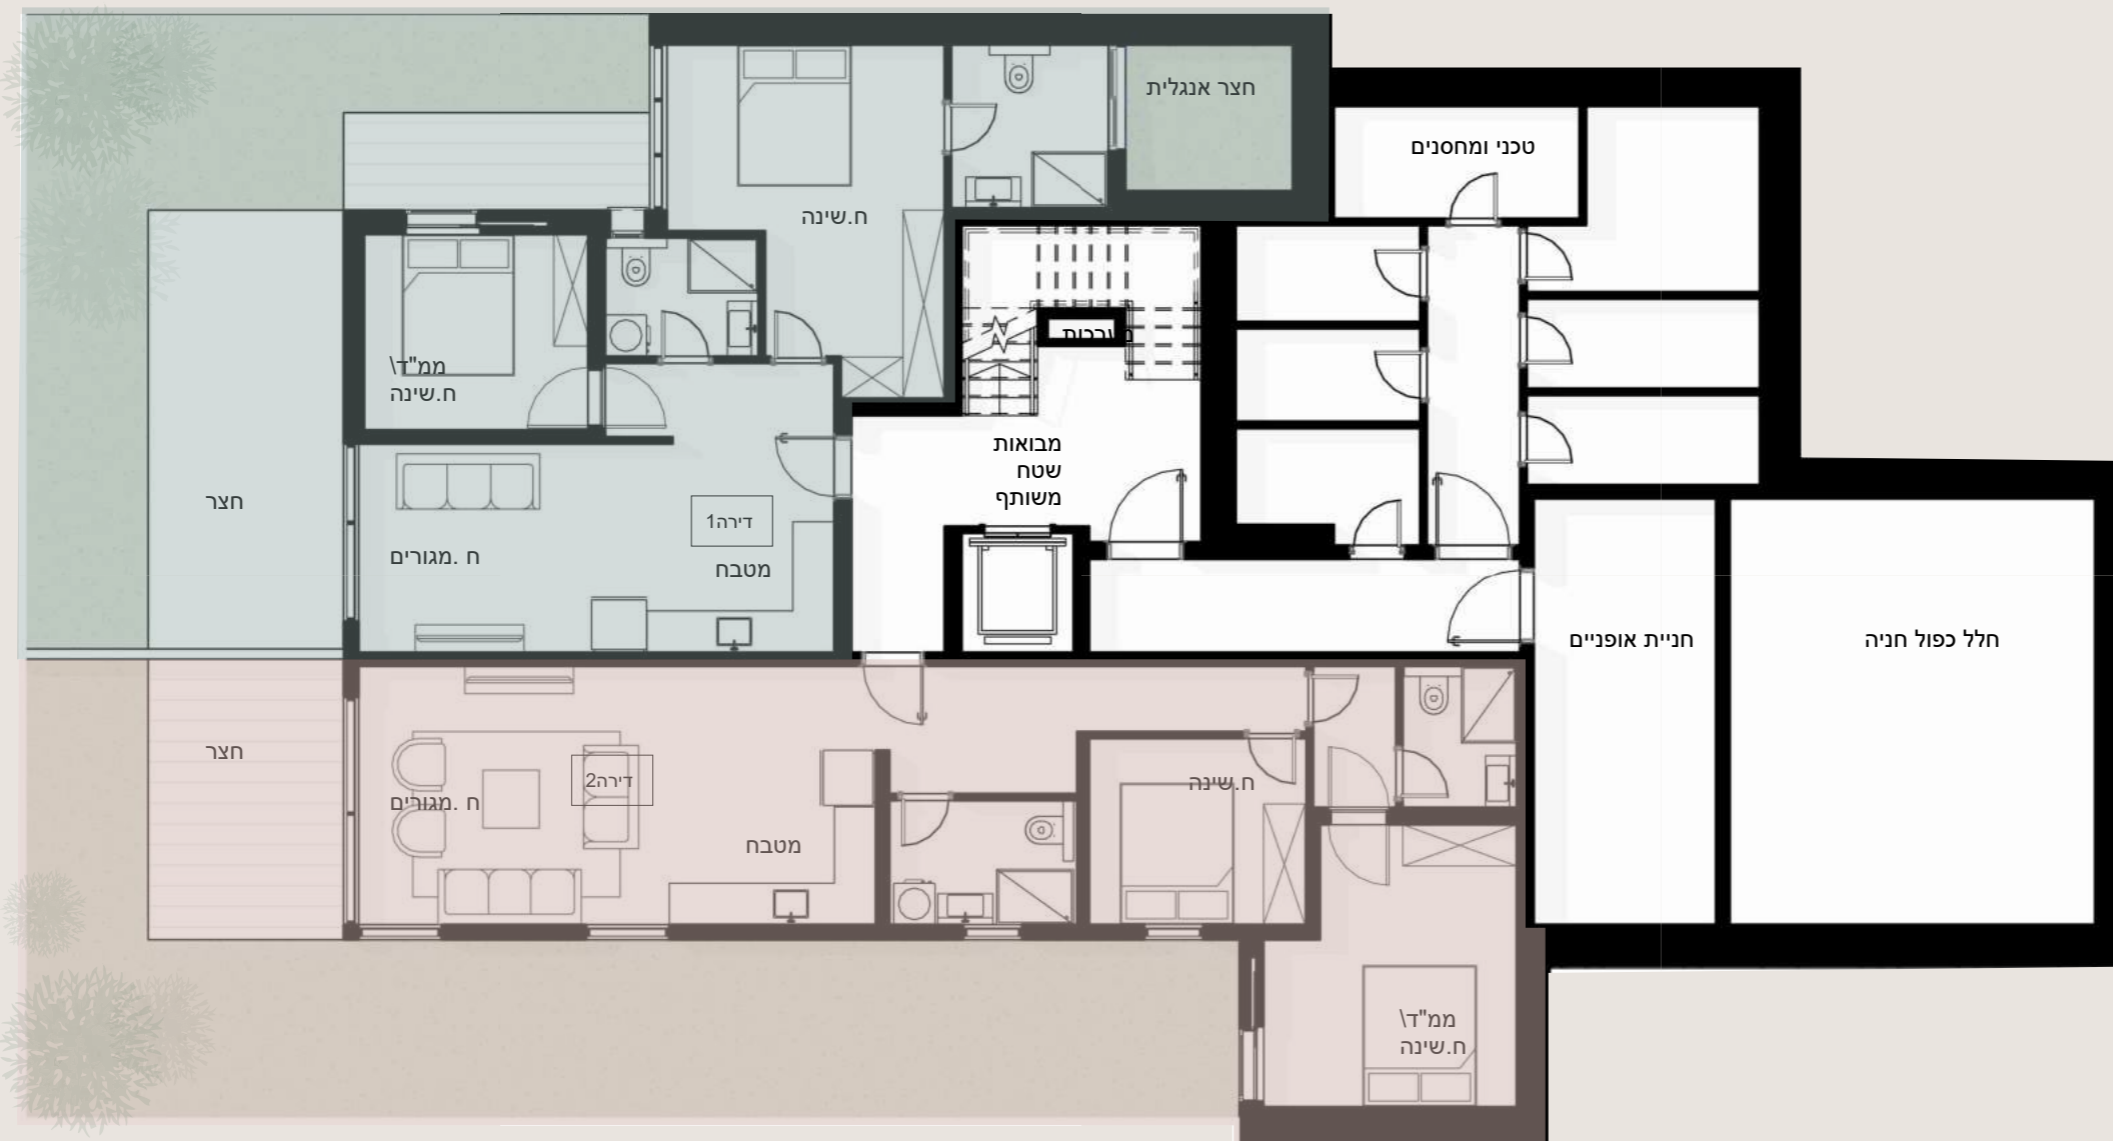 חצר אנגלית
טכני ומחסנים
ח.שינה
ממ"ד\
ח.שינה
מבואות
שטח
משותף
חצר
דירה1
ח .מגורים
מטבח
חניית אופניים
חלל כפול חניה
חצר
דירה2
ח.שינה
ח .מגורים
מטבח
ממ"ד\
ח.שינה